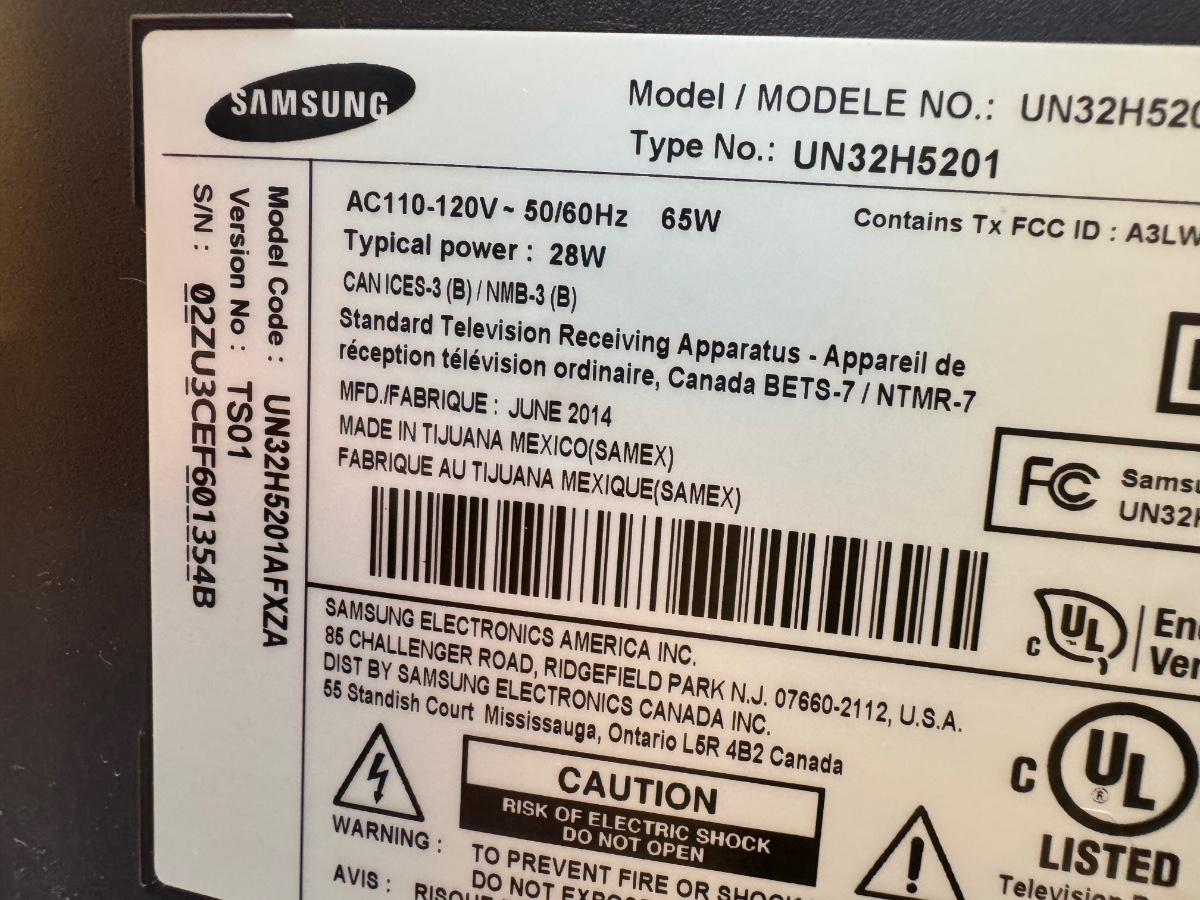 SAMSUNG
Model / MODELE NO.: UN32H520
Type No.: UN32H5201
Model Code : UN32H5201AFXZA
Version No : TS01
S/N : 02ZU3CEF601354B
AC110-120V~ 50/60Hz 65W
Contains Tx FCC ID : A3LW
Typical power : 28W
CAN ICES-3 (B) / NMB-3 (B)
Standard Television Receiving Apparatus - Appareil de
réception télévision ordinaire, Canada BETS-7 / NTMR-7
MFD./FABRIQUE : JUNE 2014
MADE IN TIJUANA MEXICO(SAMEX)
FABRIQUE AU TIJUANA MEXIQUE(SAMEX)
FC
Samsu
UN32H
SAMSUNG ELECTRONICS AMERICA INC.
85 CHALLENGER ROAD, RIDGEFIELD PARK N.J. 07660-2112, U.S.A.
DIST BY SAMSUNG ELECTRONICS CANADA INC.
55 Standish Court Mississauga, Ontario L5R 4B2 Canada
C UL
Ene
Ver
CAUTION
RISK OF ELECTRIC SHOCK
DO NOT OPEN
C UL ®
LISTED
Television
WARNING :
TO PREVENT FIRE OR SHOC
DO NOT EXPOS
AVIS :
RISQUE